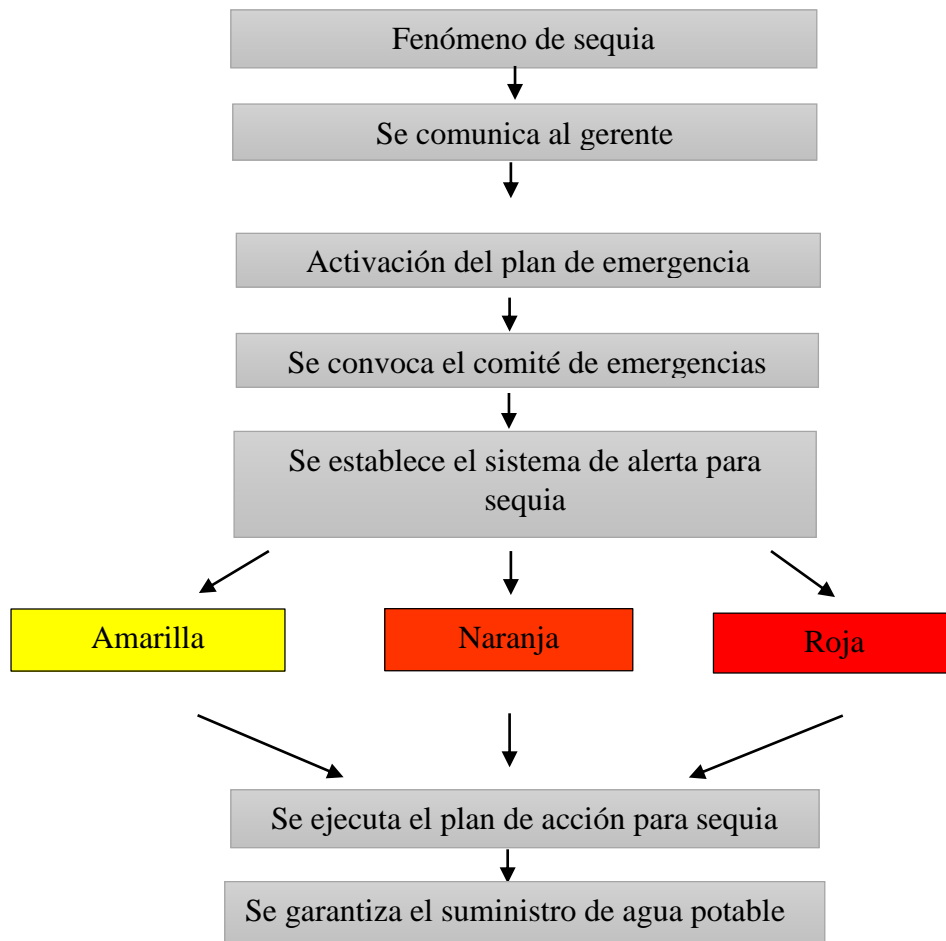 Fenómeno de sequia
Se comunica al gerente
Activación del plan de emergencia
Se convoca el comité de emergencias
Se establece el sistema de alerta para
sequia
Amarilla
Naranja
Roja
Se ejecuta el plan de acción para sequia
Se garantiza el suministro de agua potable